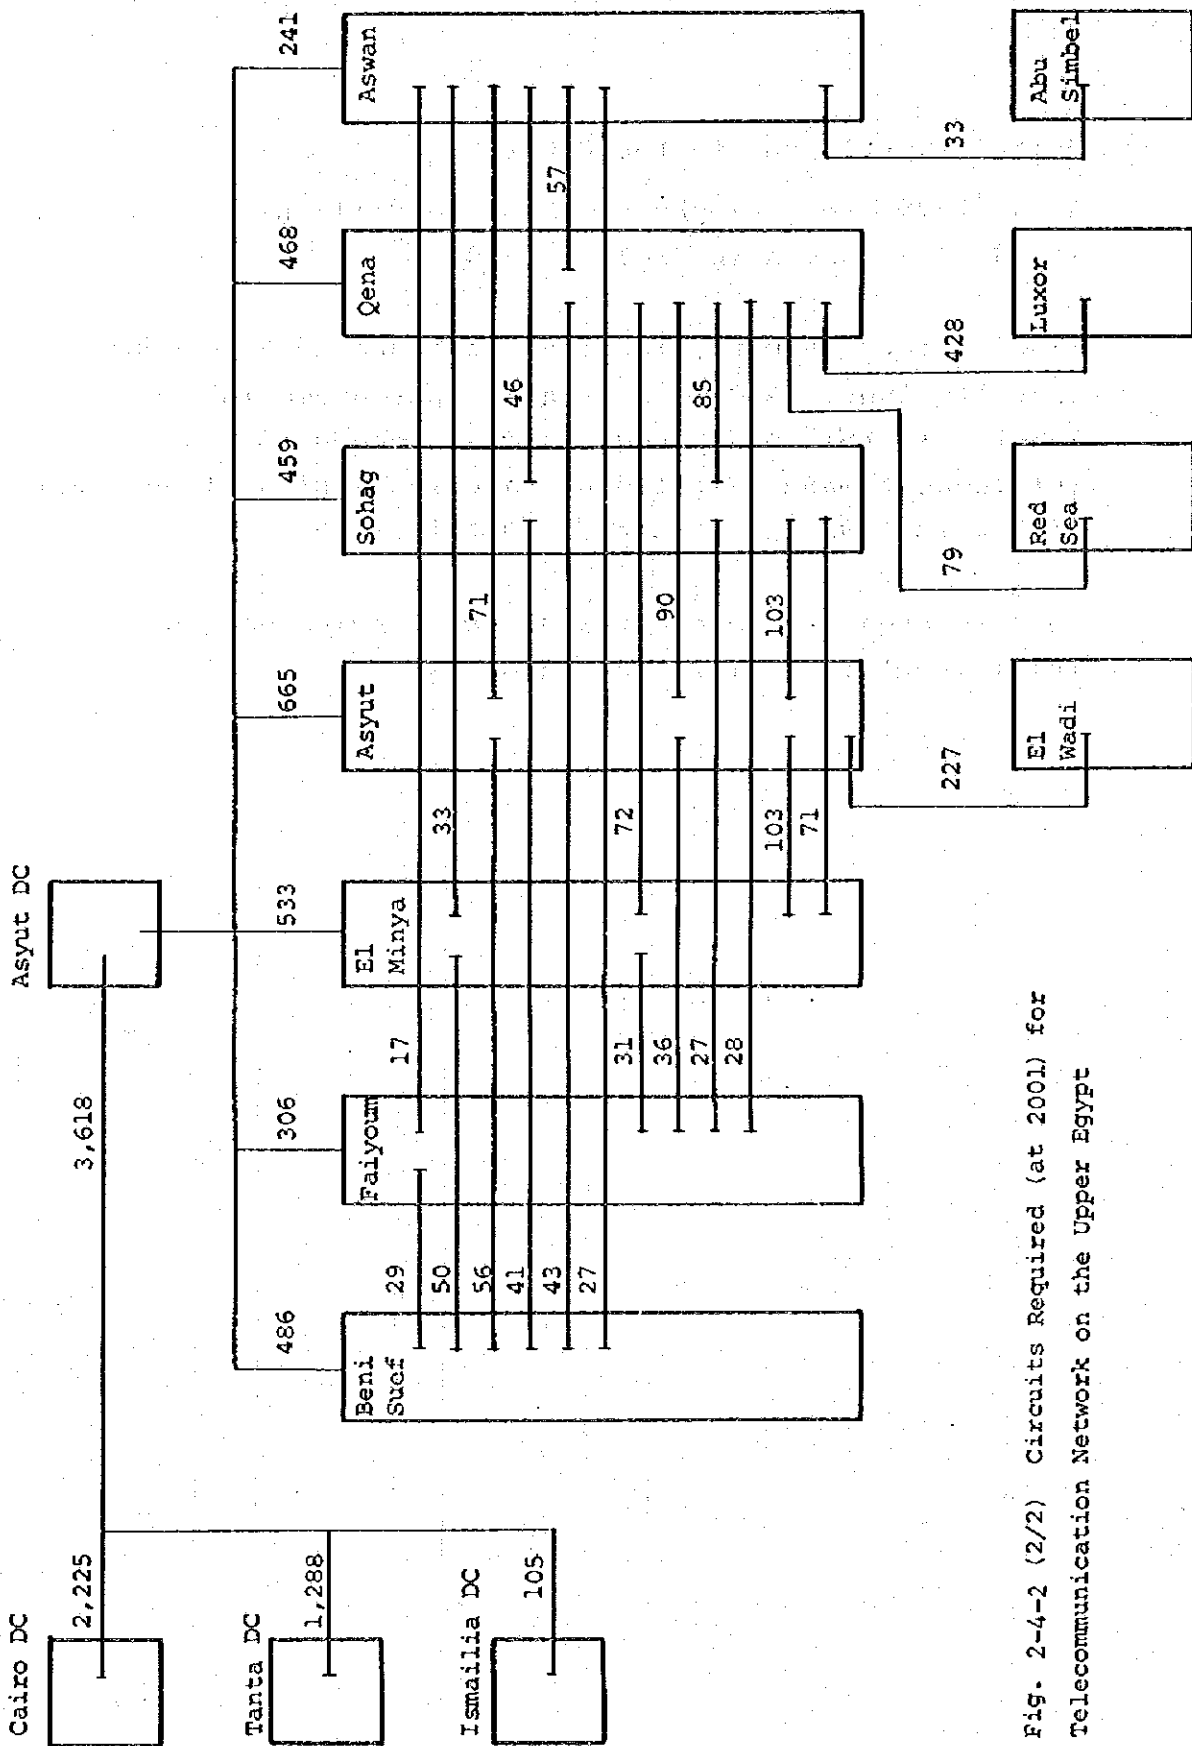 Cairo DC
2,225
Tanta DC
1,288
Ismailia DC
105
3,618
Asyut DC
486
306
533
665
459
468
241
Beni
Suef
Faiyoum
El
Minya
Asyut
Sohag
Qena
Aswan
29
17
50
33
56
71
41
46
43
57
27
31
72
36
90
27
85
28
103
103
71
227
79
428
33
El
Wadi
Red
Sea
Luxor
Abu
Simbel
Fig. 2-4-2 (2/2) Circuits Required (at 2001) for
Telecommunication Network on the Upper Egypt